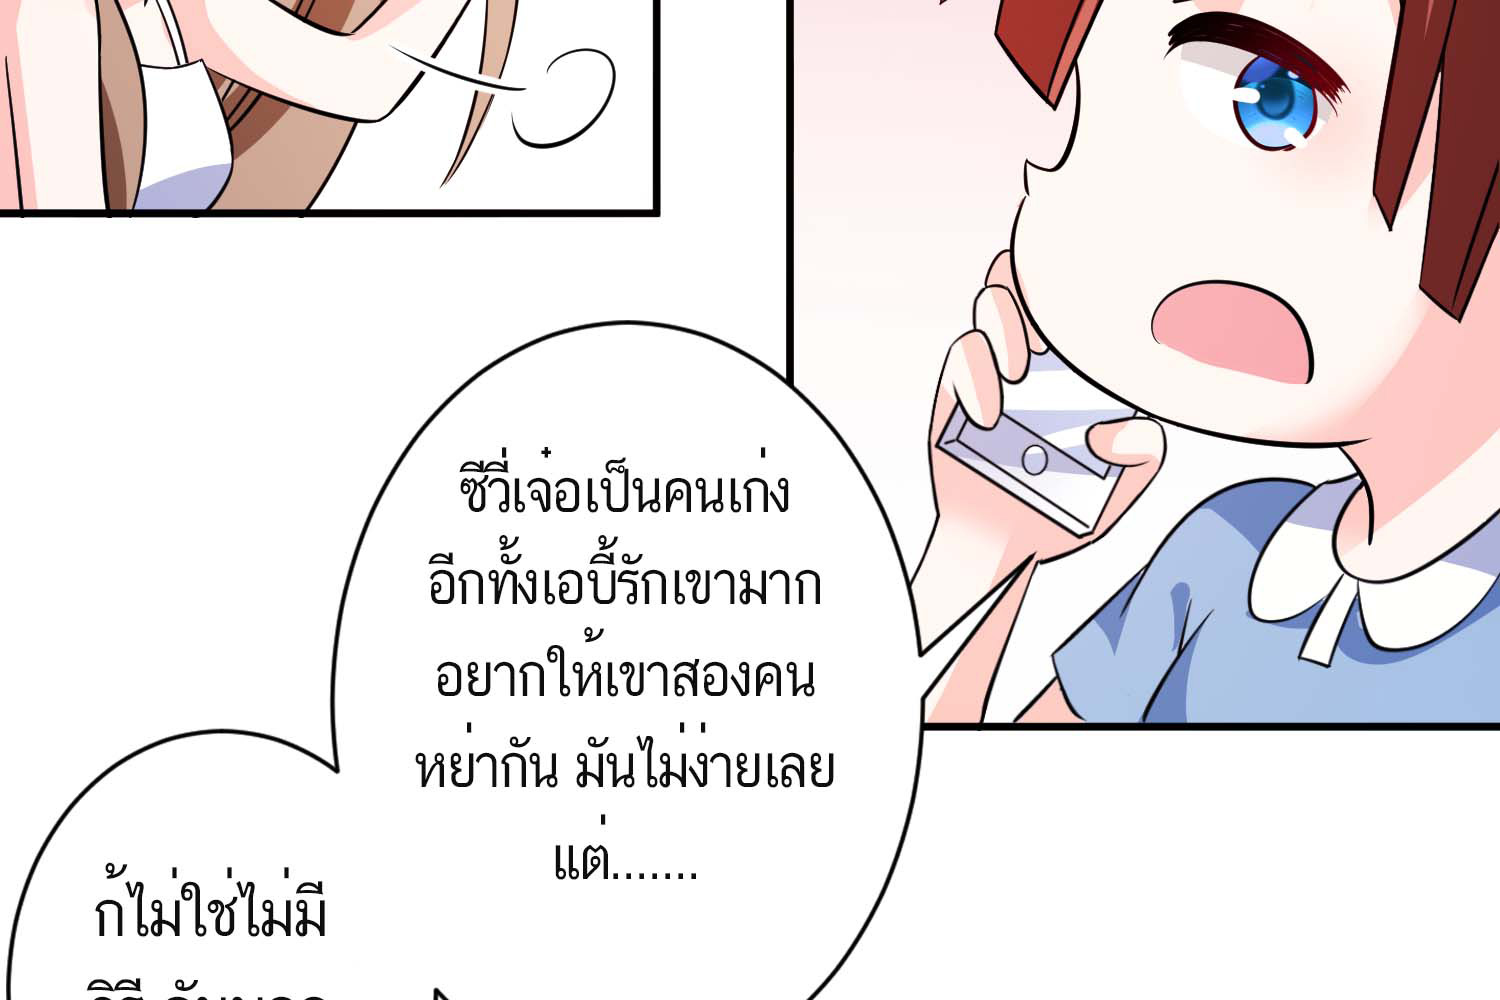 ซีวี่เจ๋อเป็นคนเก่ง
อีกทั้งเอบี้รักเขามาก
อยากให้เขาสองคน
หย่ากัน มันไม่ง่ายเลย
แต่.......
ก้ไม่ใช่ไม่มี